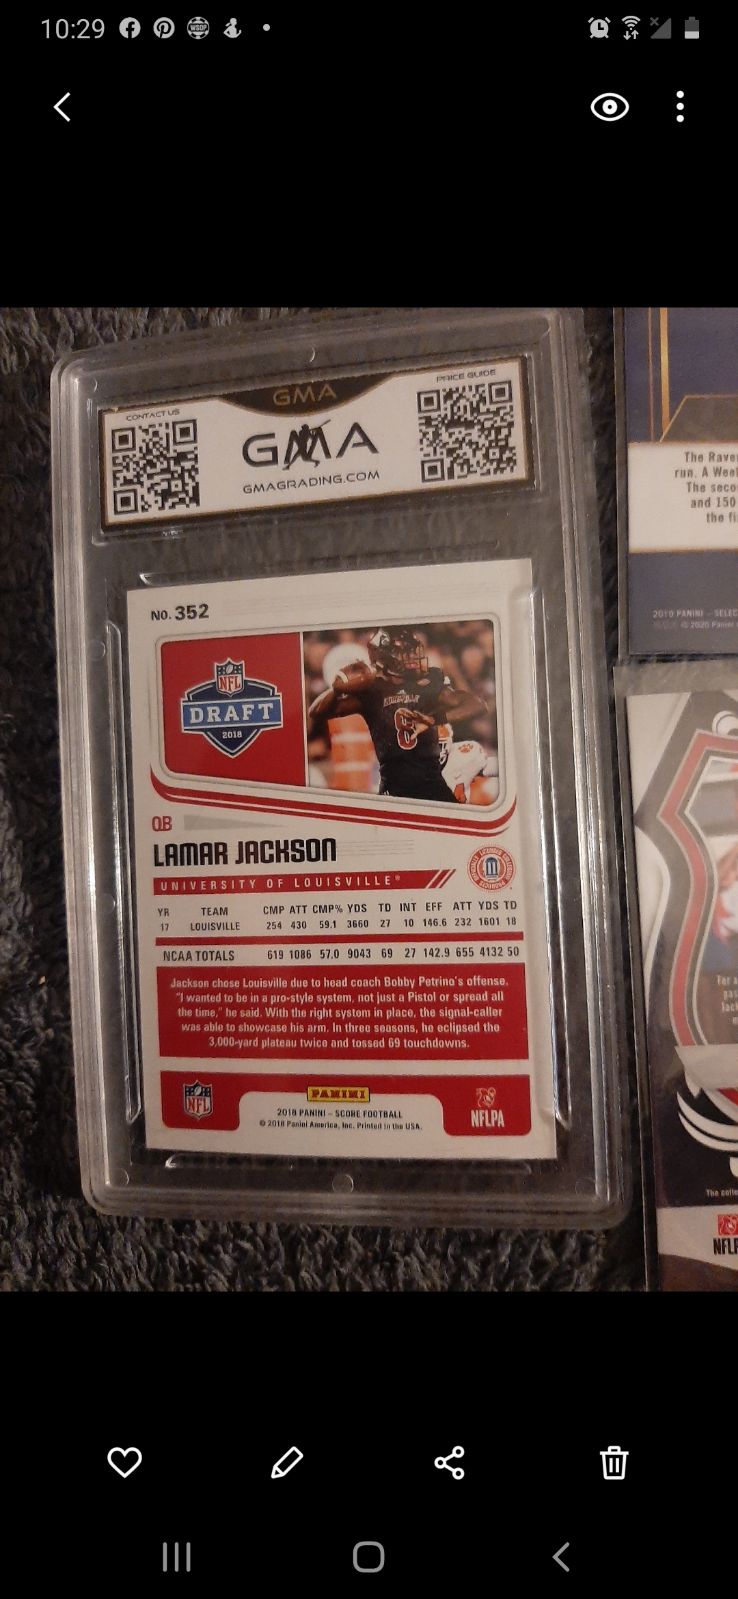 10:29
CONTACT US
GMA
PRICE GUIDE
GMA
GMAGRADING.COM
NO. 352
NFL
DRAFT
2018
8
QB
LAMAR JACKSON
UNIVERSITY OF LOUISVILLE®
YR TEAM CMP ATT CMP% YDS TD INT EFF ATT YDS TD
17 LOUISVILLE 254 430 59.1 3660 27 10 146.6 232 1601 18
NCAA TOTALS 619 1086 57.0 9043 69 27 142.9 655 4132 50
Jackson chose Louisville due to head coach Bobby Petrino's offense.
"I wanted to be in a pro-style system, not just a Pistol or spread all
the time," he said. With the right system in place, the signal-caller
was able to showcase his arm. In three seasons, he eclipsed the
3,000-yard plateau twice and tossed 69 touchdowns.
NFL
PANINI
2018 PANINI – SCORE FOOTBALL
© 2018 Panini America, Inc. Printed in the USA.
NFLPA
The
run. A
The
and 150
the
PANINI
© 2020 Panini
For
The